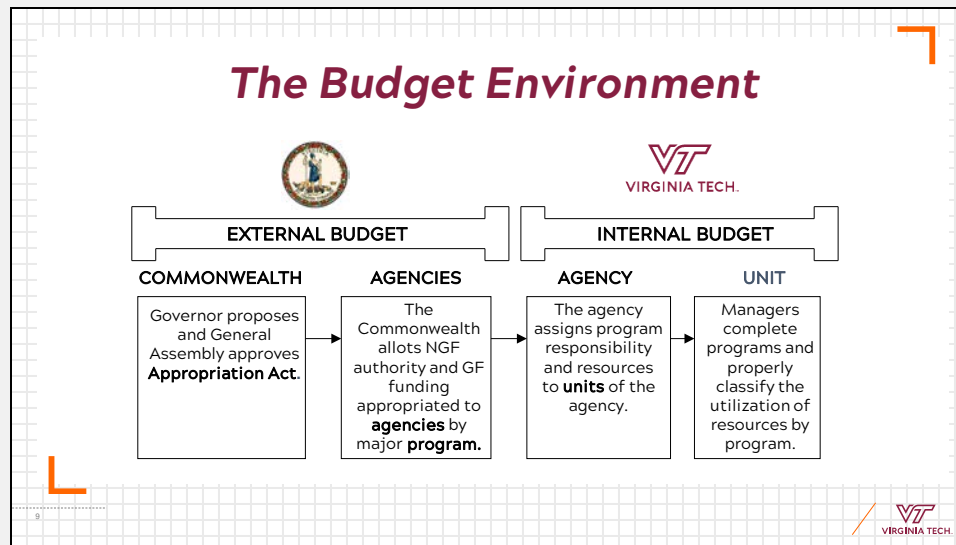 The Budget Environment
VIRGINIA TECH.
EXTERNAL BUDGET
INTERNAL BUDGET
COMMONWEALTH
Governor proposes
and General
Assembly approves
Appropriation Act.
AGENCIES
The
Commonwealth
allots NGF
authority and GF
funding
appropriated to
agencies by
major program.
AGENCY
The agency
assigns program
responsibility
and resources
to units of the
agency.
UNIT
Managers
complete
programs and
properly
classify the
utilization of
resources by
program.
9
VIRGINIA TECH.